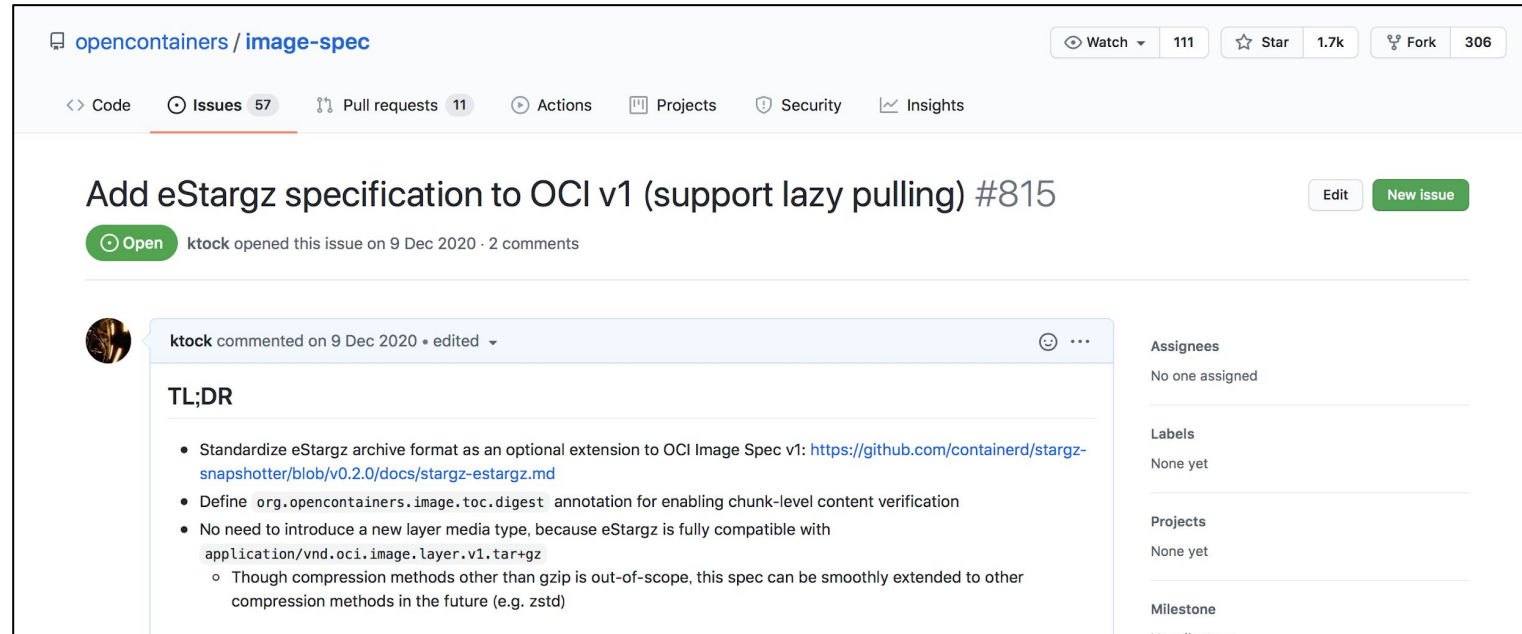 opencontainers / image-spec
Watch 111 Star 1.7k Fork 306
Code Issues 57 Pull requests 11 Actions Projects Security Insights
Add eStargz specification to OCI v1 (support lazy pulling) #815
Edit New issue
Open ktock opened this issue on 9 Dec 2020 · 2 comments
ktock commented on 9 Dec 2020 • edited
TL;DR
• Standardize eStargz archive format as an optional extension to OCI Image Spec v1: https://github.com/containerd/stargz-
snapshotter/blob/v0.2.0/docs/stargz-estargz.md
• Define org.opencontainers.image.toc.digest annotation for enabling chunk-level content verification
• No need to introduce a new layer media type, because eStargz is fully compatible with
application/vnd.oci.image.layer.v1.tar+gz
◦ Though compression methods other than gzip is out-of-scope, this spec can be smoothly extended to other
compression methods in the future (e.g. zstd)
Assignees
No one assigned
Labels
None yet
Projects
None yet
Milestone